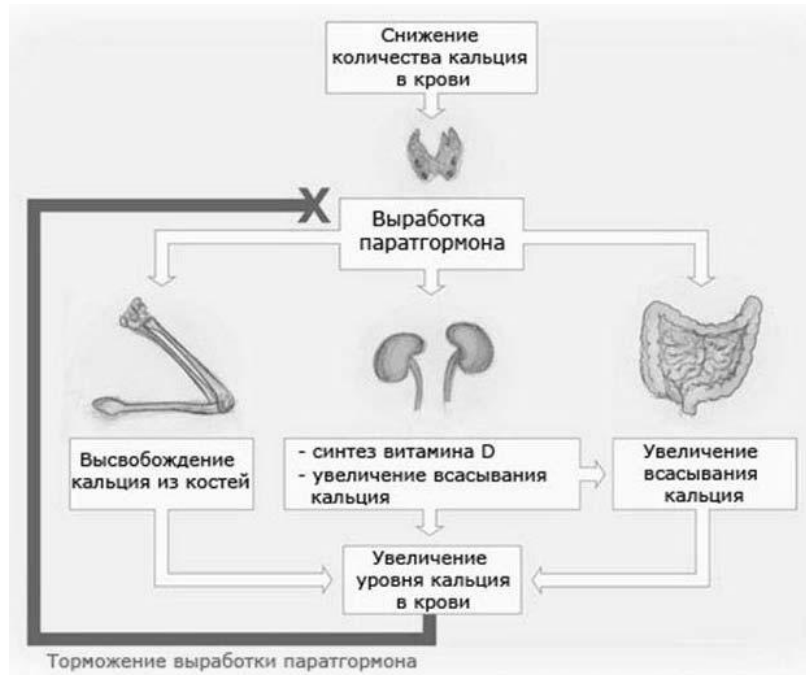 Снижение
количества кальция
в крови
Выработка
паратгормона
Высвобождение
кальция из костей
- синтез витамина D
- увеличение всасывания
кальция
Увеличение
всасывания
кальция
Увеличение
уровня кальция
в крови
Торможение выработки паратгормона